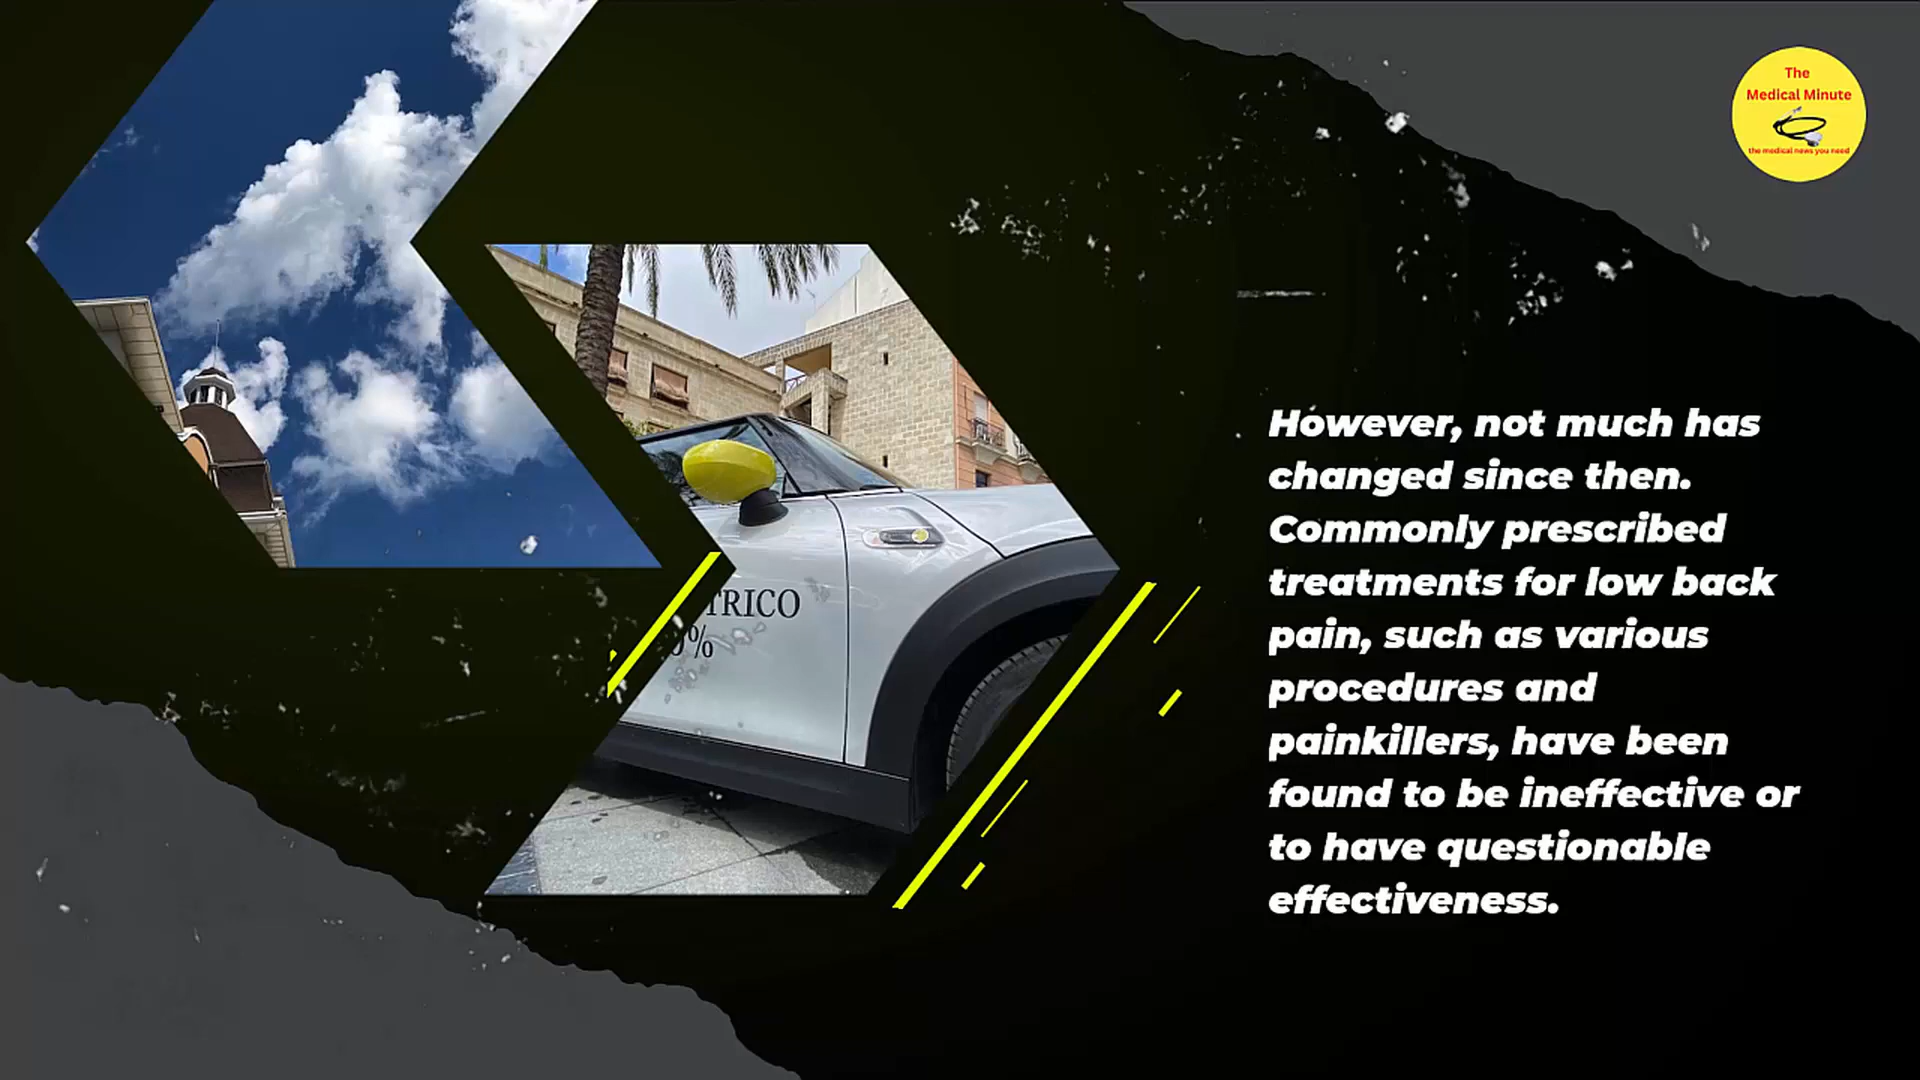 The
Medical Minute
the medical news you need
However, not much has
changed since then.
Commonly prescribed
treatments for low back
pain, such as various
procedures and
painkillers, have been
found to be ineffective or
to have questionable
effectiveness.
TRICO
0%